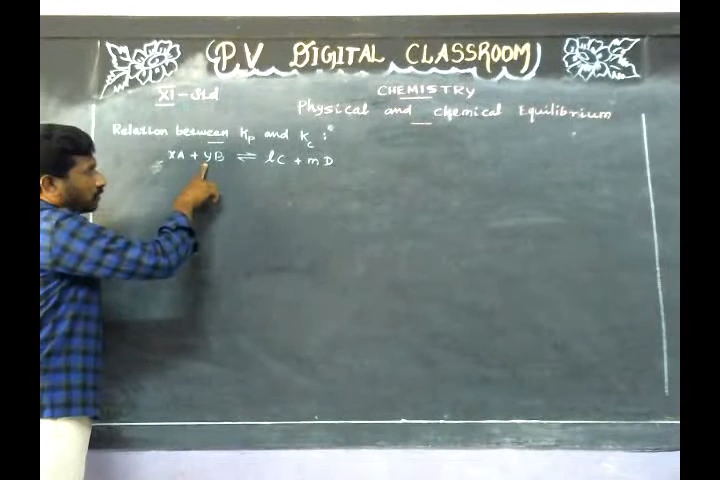 P.V DIGITAL CLASSROOM
XI - Std
CHEMISTRY
Physical and chemical Equilibrium
Relation between Kp and Kc :
xA + yB ⇌ lC + mD